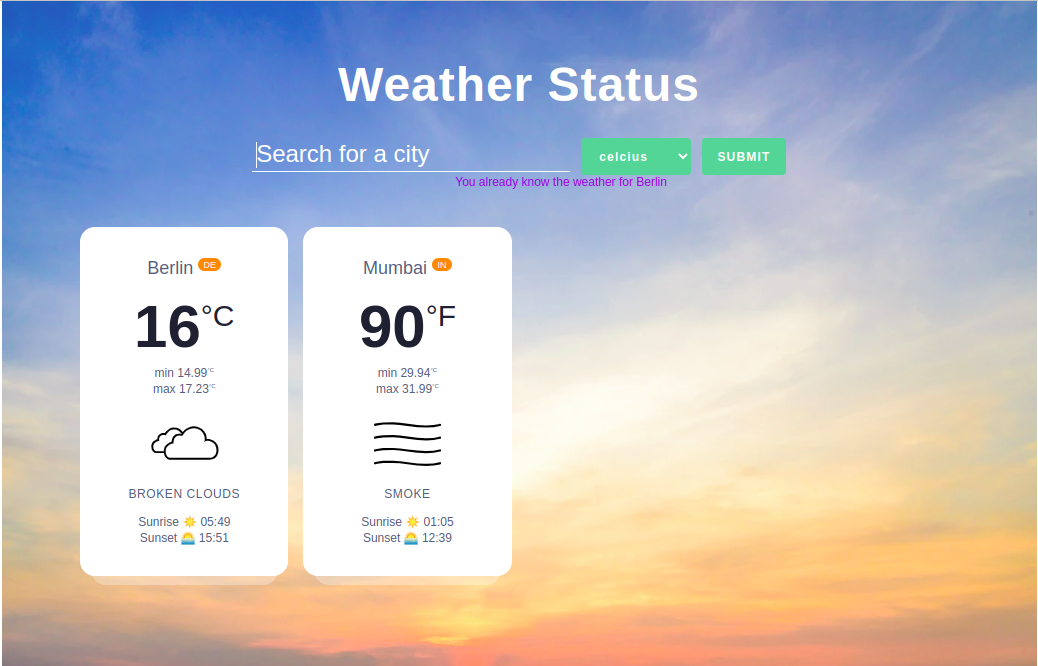 Weather Status
Search for a city
celcius
SUBMIT
You already know the weather for Berlin
Berlin DE
16°C
min 14.99°C
max 17.23°C
BROKEN CLOUDS
Sunrise ☀️ 05:49
Sunset 🌅 15:51
Mumbai IN
90°F
min 29.94°C
max 31.99°C
SMOKE
Sunrise ☀️ 01:05
Sunset 🌅 12:39